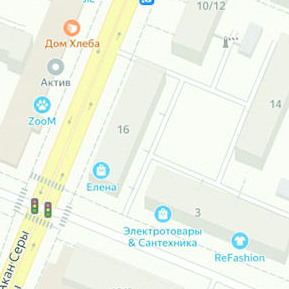 10/12
Дом Хлеба
Актив
14
ZooM
16
Елена
3
Электротовары
& Сантехника
ReFashion
Акан Серы